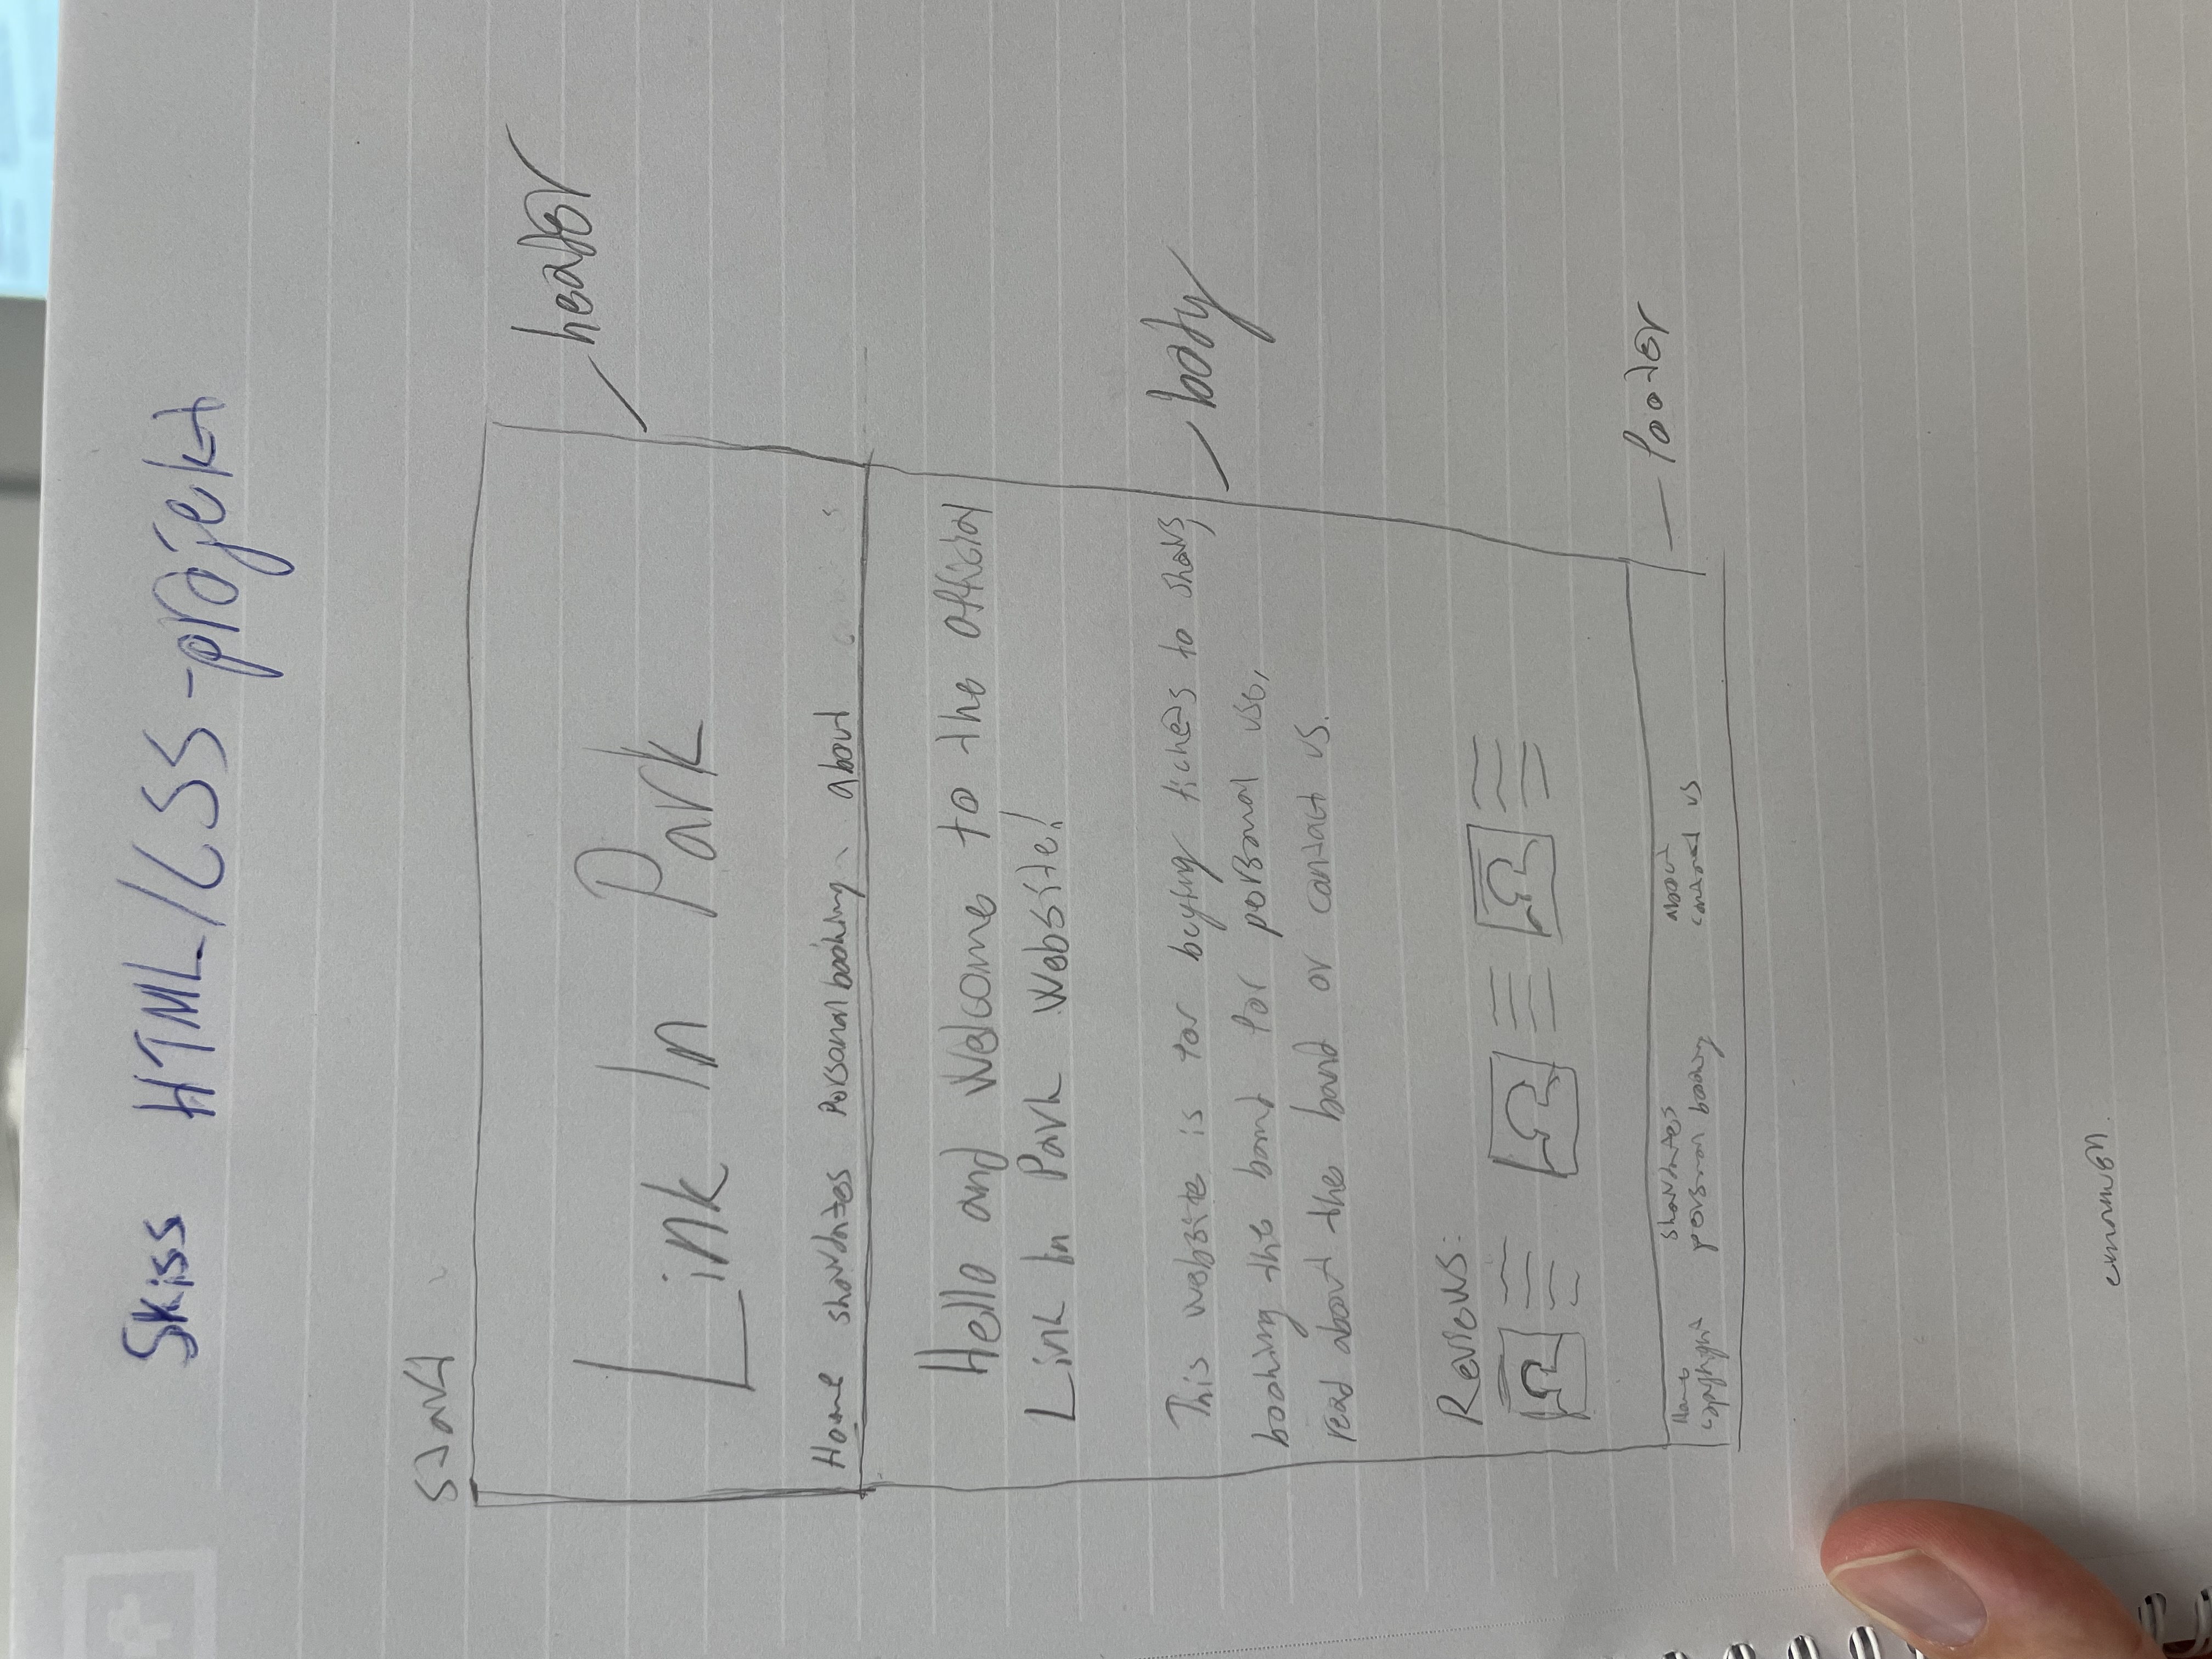 Skiss HTML/CSS-projekt
start
header
Link In Park
Home showdates Personal booking about
Hello and Welcome to the official
Link In Park Website!
This website is for buying tickets to shows,
booking the band for personal use,
read about the band or contact us.
body
Reviews:
footer
Home showdates about
copyright personal booking contact us